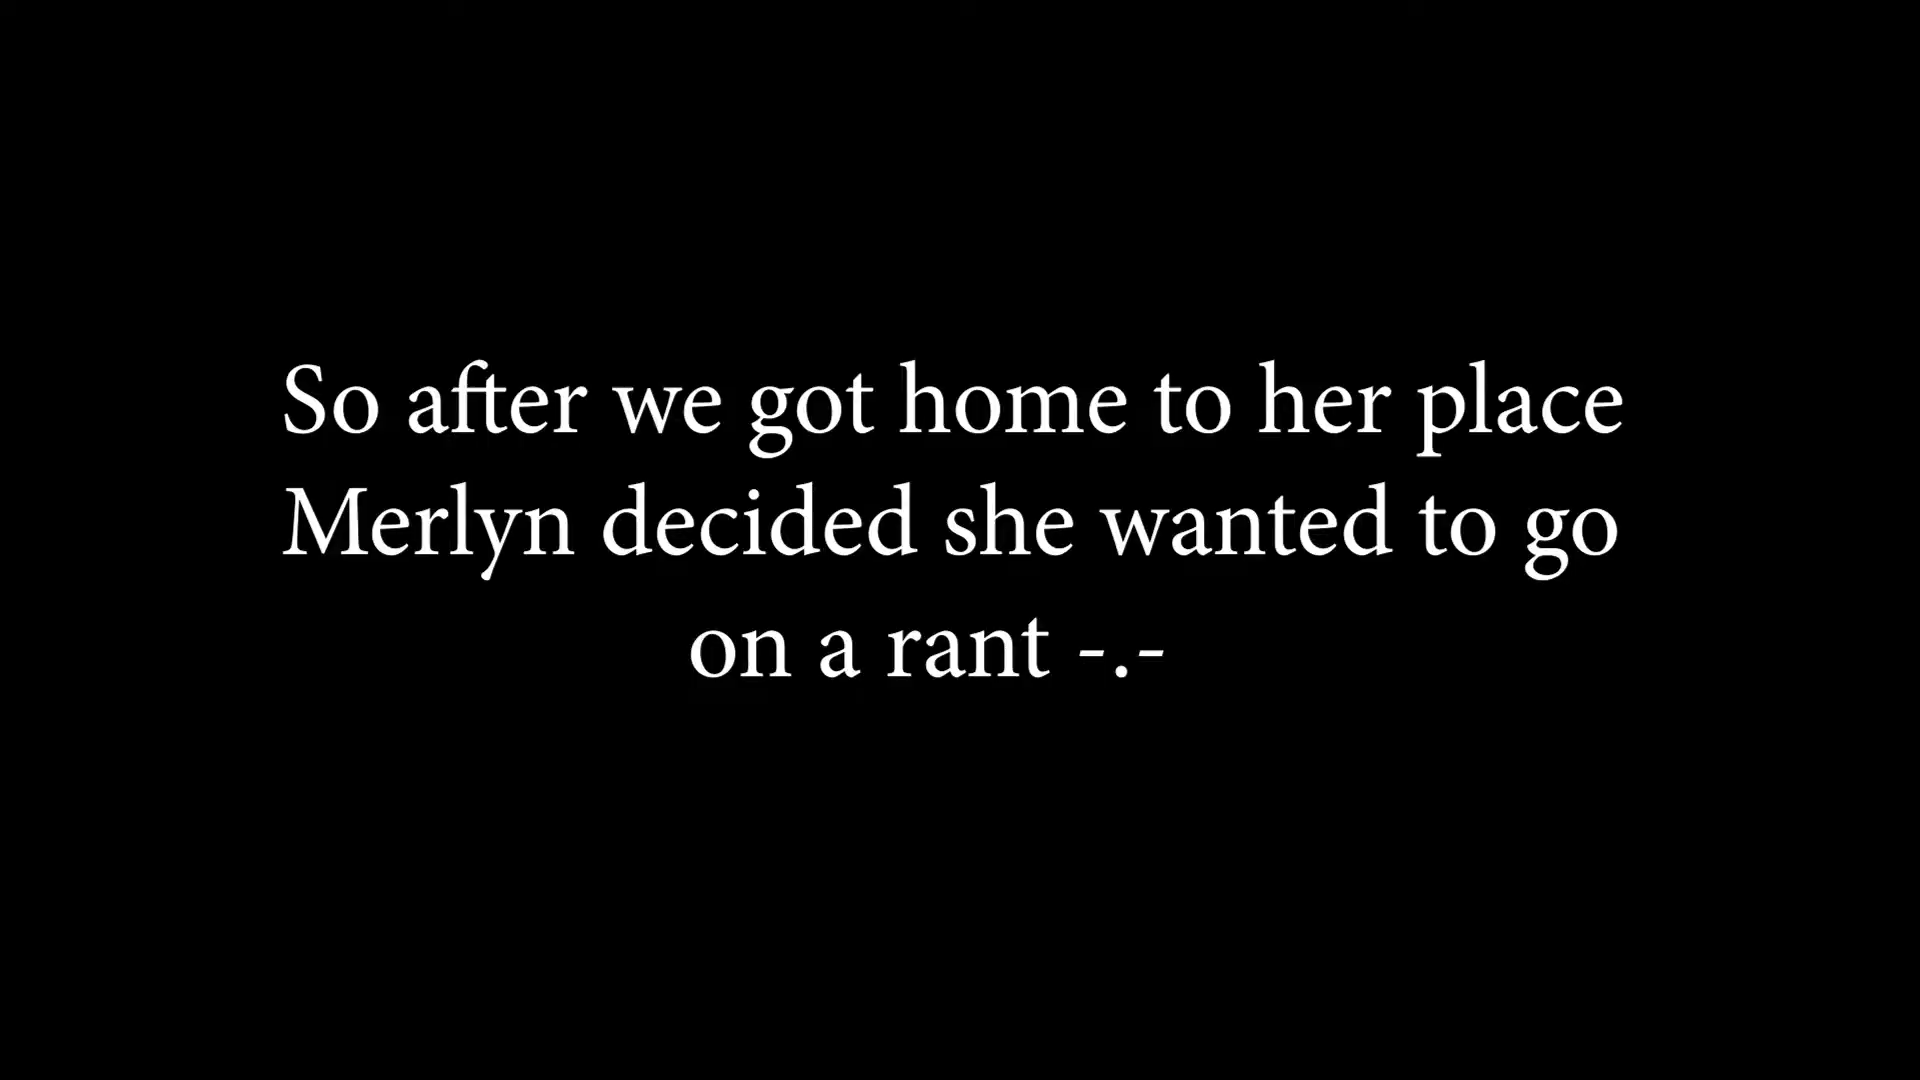 So after we got home to her place
Merlyn decided she wanted to go
on a rant -.-